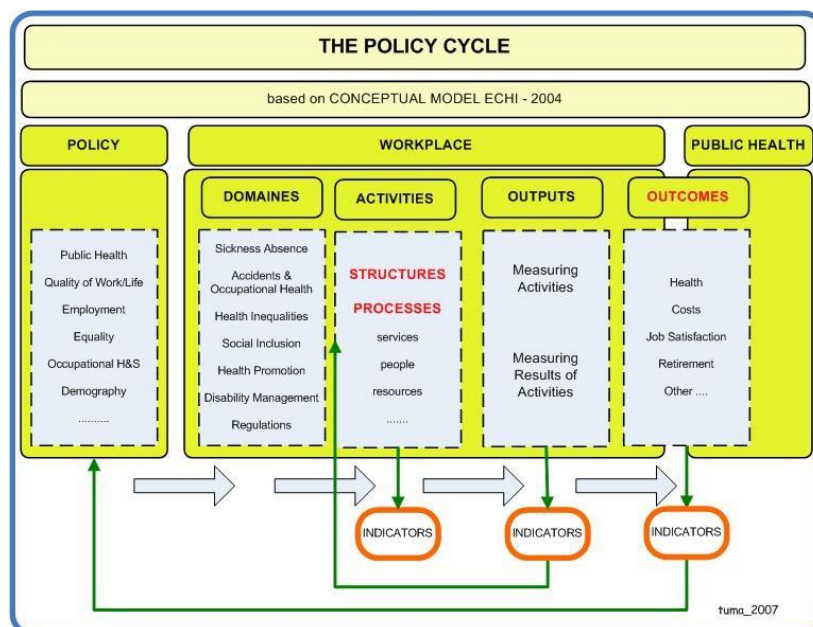 THE POLICY CYCLE
based on CONCEPTUAL MODEL ECHI - 2004
POLICY
WORKPLACE
PUBLIC HEALTH
DOMAINES
ACTIVITIES
OUTPUTS
OUTCOMES
Public Health
Quality of Work/Life
Employment
Equality
Occupational H&S
Demography
..........
Sickness Absence
Accidents &
Occupational Health
Health Inequalities
Social Inclusion
Health Promotion
Disability Management
Regulations
STRUCTURES
PROCESSES
services
people
resources
.......
Measuring
Activities
Measuring
Results of
Activities
Health
Costs
Job Satisfaction
Retirement
Other ....
INDICATORS
INDICATORS
INDICATORS
tuma_2007